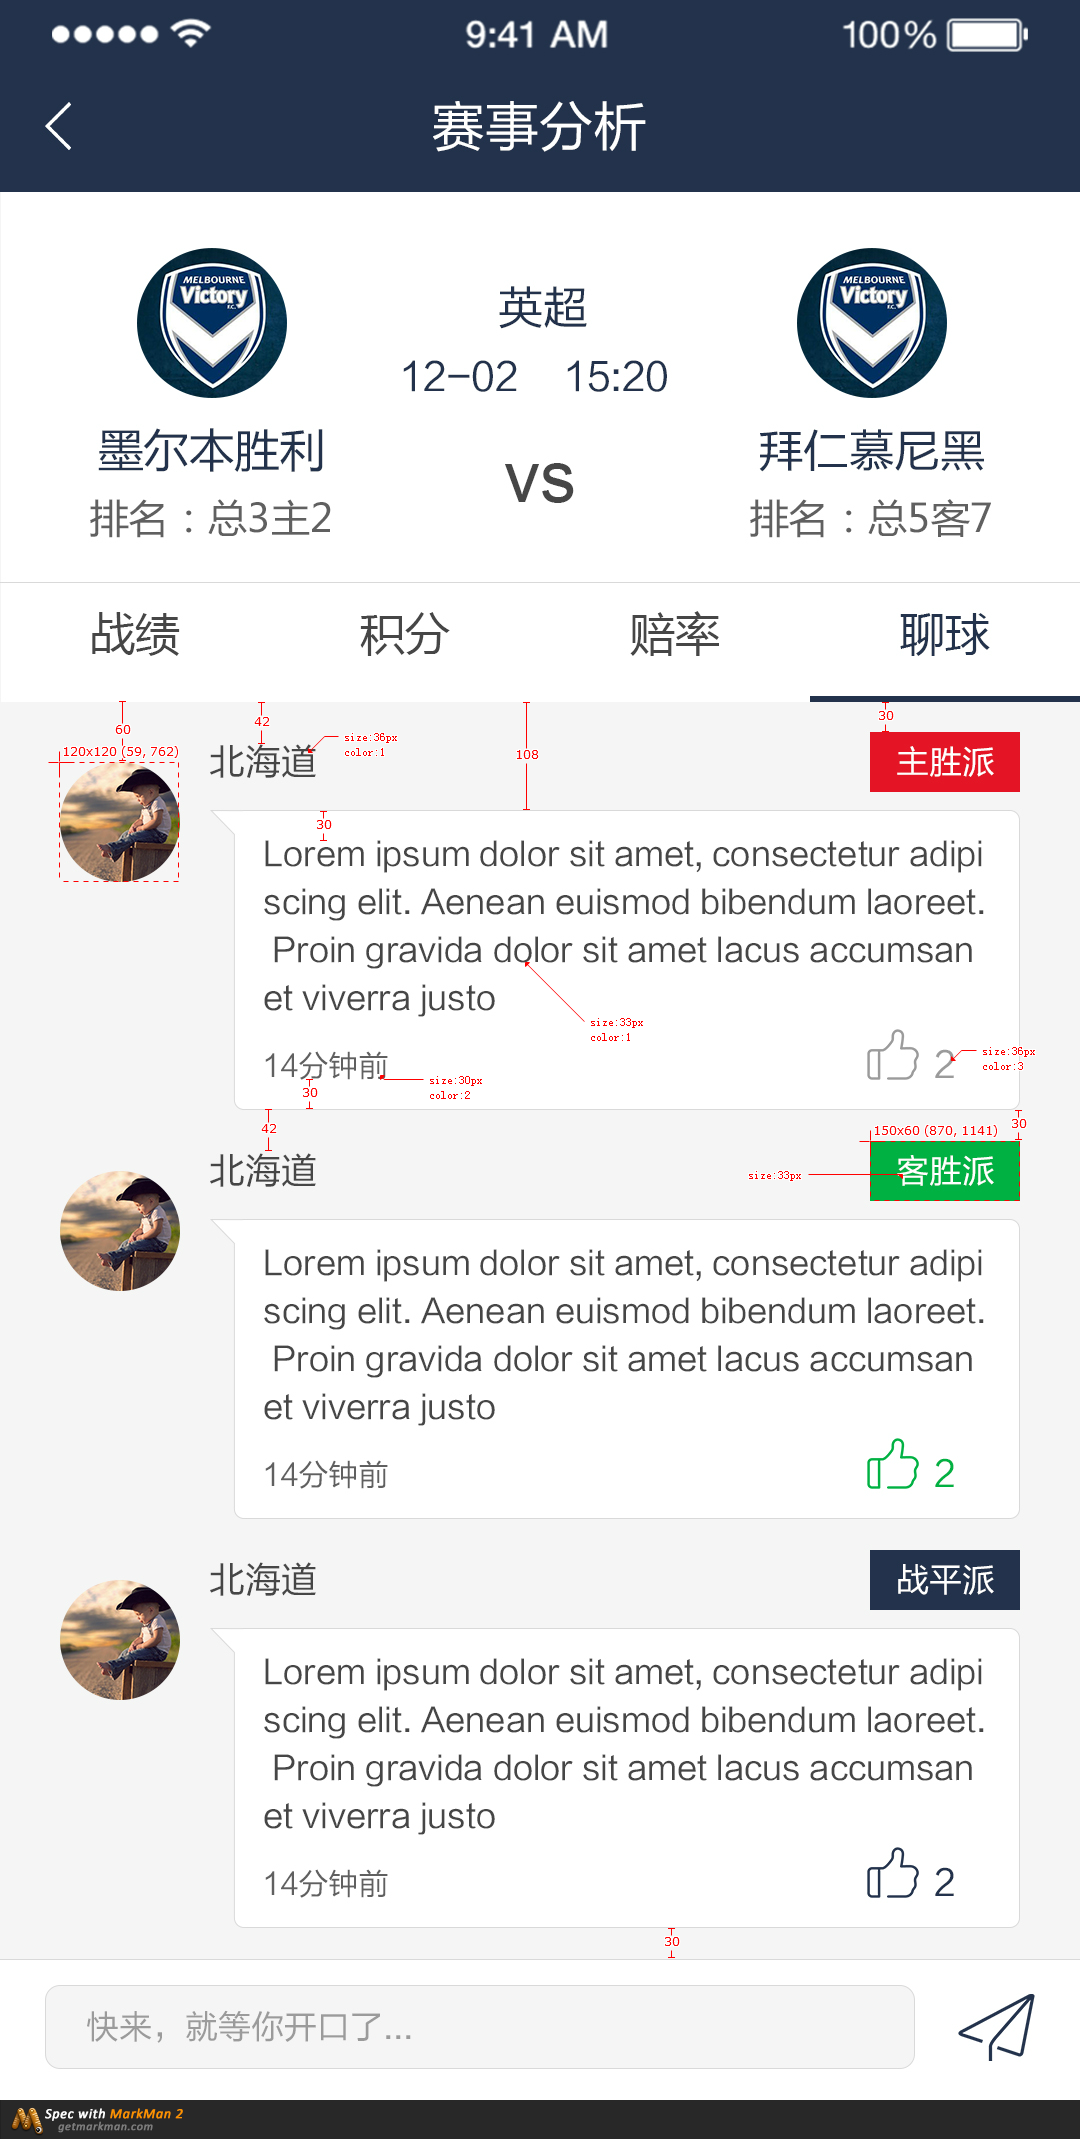 9:41 AM 100%
赛事分析
MELBOURNE
Victory
F.C.
MELBOURNE
Victory
F.C.
英超
12-02 15:20
墨尔本胜利
VS
拜仁慕尼黑
排名：总3主2
排名：总5客7
战绩 积分 赔率 聊球
60
42
108
30
120x120 (59, 762)
北海道
size:36px
color:1
主胜派
30
Lorem ipsum dolor sit amet, consectetur adipi
scing elit. Aenean euismod bibendum laoreet.
Proin gravida dolor sit amet lacus accumsan
et viverra justo
size:33px
color:1
14分钟前
size:30px
color:2
2
size:36px
color:3
30
42
30
150x60 (870, 1141)
北海道
size:33px
客胜派
Lorem ipsum dolor sit amet, consectetur adipi
scing elit. Aenean euismod bibendum laoreet.
Proin gravida dolor sit amet lacus accumsan
et viverra justo
14分钟前 2
北海道 战平派
Lorem ipsum dolor sit amet, consectetur adipi
scing elit. Aenean euismod bibendum laoreet.
Proin gravida dolor sit amet lacus accumsan
et viverra justo
14分钟前 2
30
快来，就等你开口了...
Spec with MarkMan 2
getmarkman.com